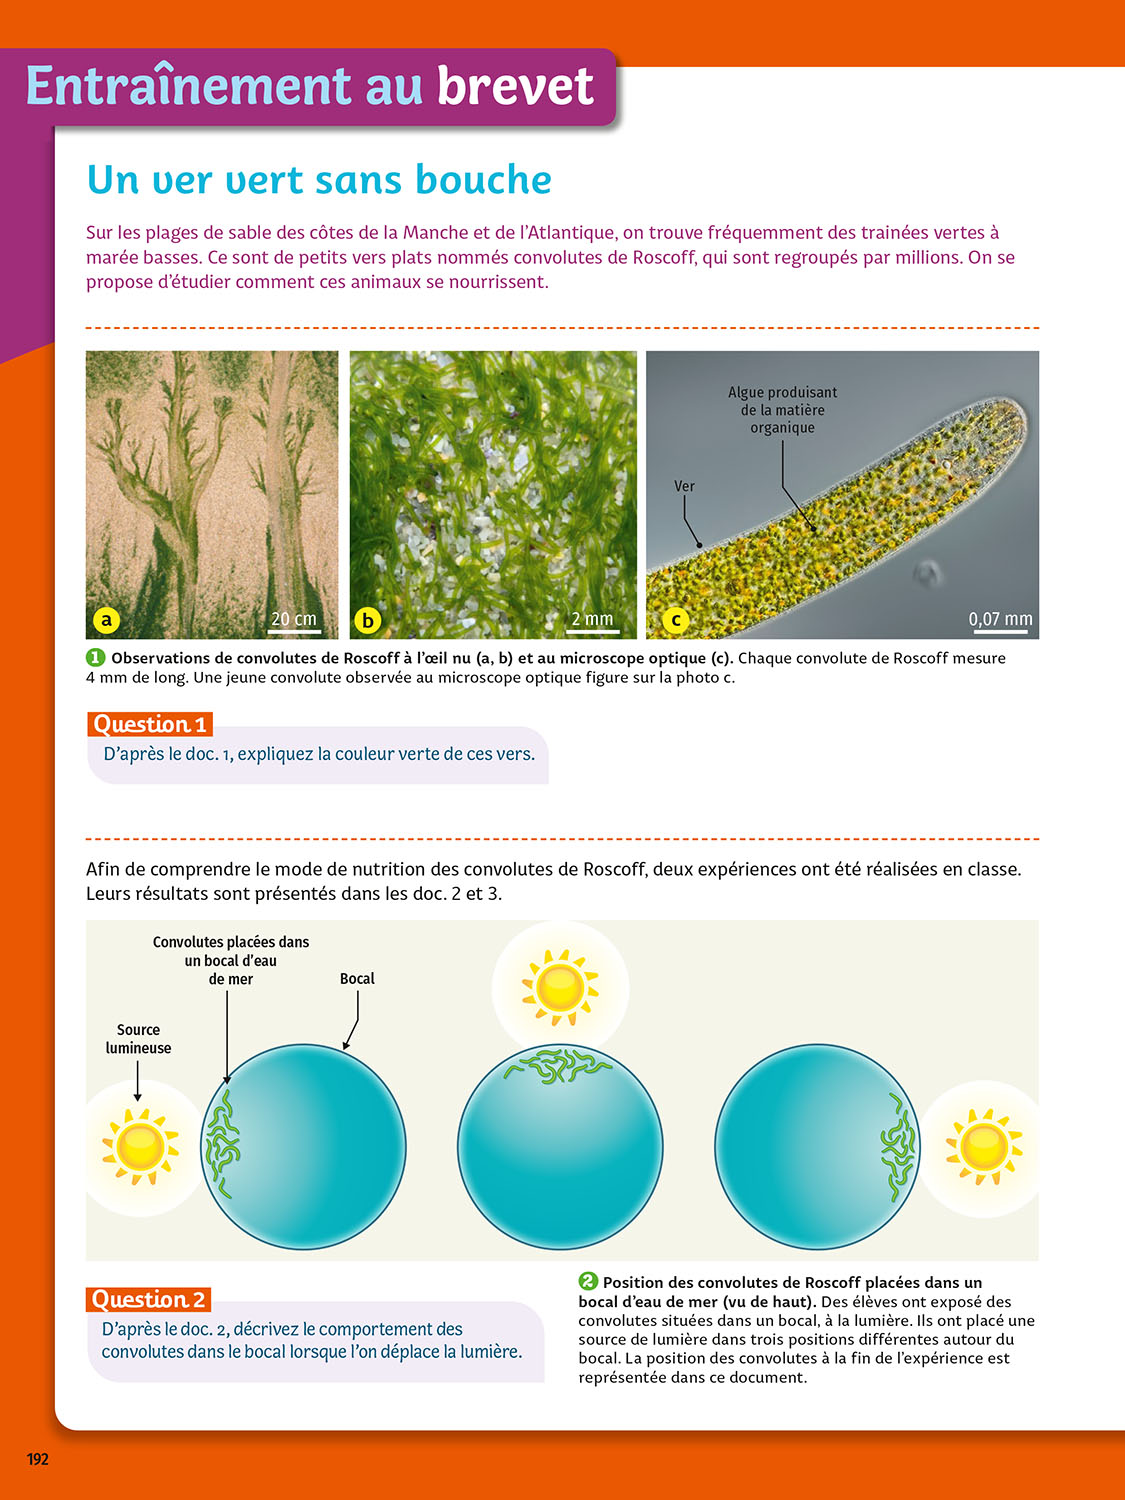 Entraînement au brevet
Un ver vert sans bouche
Sur les plages de sable des côtes de la Manche et de l'Atlantique, on trouve fréquemment des trainées vertes à
marée basses. Ce sont de petits vers plats nommés convolutes de Roscoff, qui sont regroupés par millions. On se
propose d'étudier comment ces animaux se nourrissent.
a
20 cm
b
2 mm
Algue produisant
de la matière
organique
Ver
c
0,07 mm
1 Observations de convolutes de Roscoff à l'œil nu (a, b) et au microscope optique (c). Chaque convolute de Roscoff mesure
4 mm de long. Une jeune convolute observée au microscope optique figure sur la photo c.
Question 1
D'après le doc. 1, expliquez la couleur verte de ces vers.
Afin de comprendre le mode de nutrition des convolutes de Roscoff, deux expériences ont été réalisées en classe.
Leurs résultats sont présentés dans les doc. 2 et 3.
Convolutes placées dans
un bocal d'eau
de mer
Bocal
Source
lumineuse
Question 2
D'après le doc. 2, décrivez le comportement des
convolutes dans le bocal lorsque l'on déplace la lumière.
2 Position des convolutes de Roscoff placées dans un
bocal d'eau de mer (vu de haut). Des élèves ont exposé des
convolutes situées dans un bocal, à la lumière. Ils ont placé une
source de lumière dans trois positions différentes autour du
bocal. La position des convolutes à la fin de l'expérience est
représentée dans ce document.
192